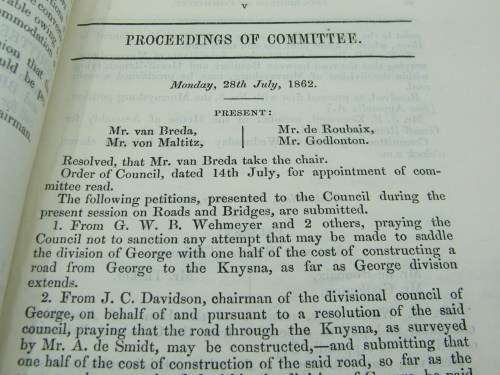 v
PROCEEDINGS OF COMMITTEE.
Monday, 28th July, 1862.
PRESENT:
Mr. van Breda,
Mr. von Maltitz,
Mr. de Roubaix,
Mr. Godlonton.
Resolved, that Mr. van Breda take the chair.
Order of Council, dated 14th July, for appointment of com-
mittee read.
The following petitions, presented to the Council during the
present session on Roads and Bridges, are submitted.
1. From G. W. B. Wehmeyer and 2 others, praying the
Council not to sanction any attempt that may be made to saddle
the division of George with one half of the cost of constructing a
road from George to the Knysna, as far as George division
extends.
2. From J. C. Davidson, chairman of the divisional council of
George, on behalf of and pursuant to a resolution of the said
council, praying that the road through the Knysna, as surveyed
by Mr. A. de Smidt, may be constructed,—and submitting that
one half of the cost of construction of the said road, so far as the